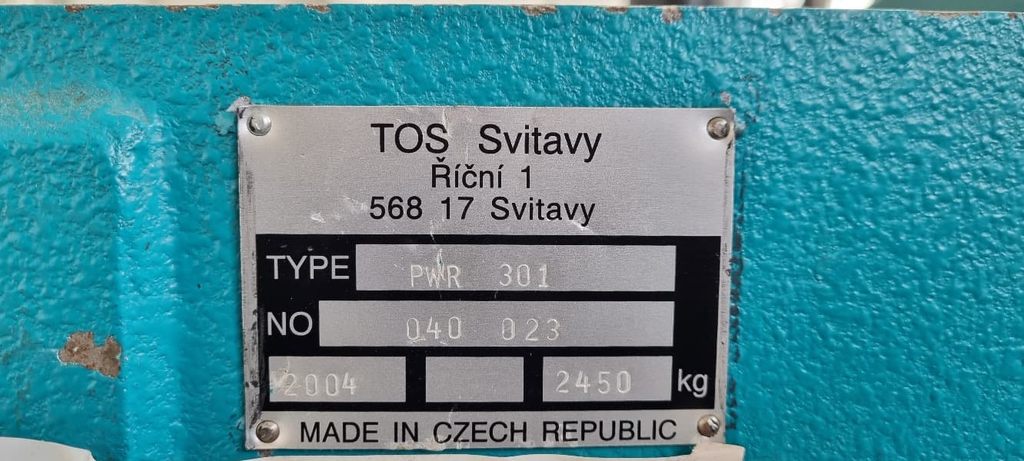 TOS Svitavy
Říční 1
568 17 Svitavy
TYPE PWR 301
NO 040 023
2004 2450 kg
MADE IN CZECH REPUBLIC